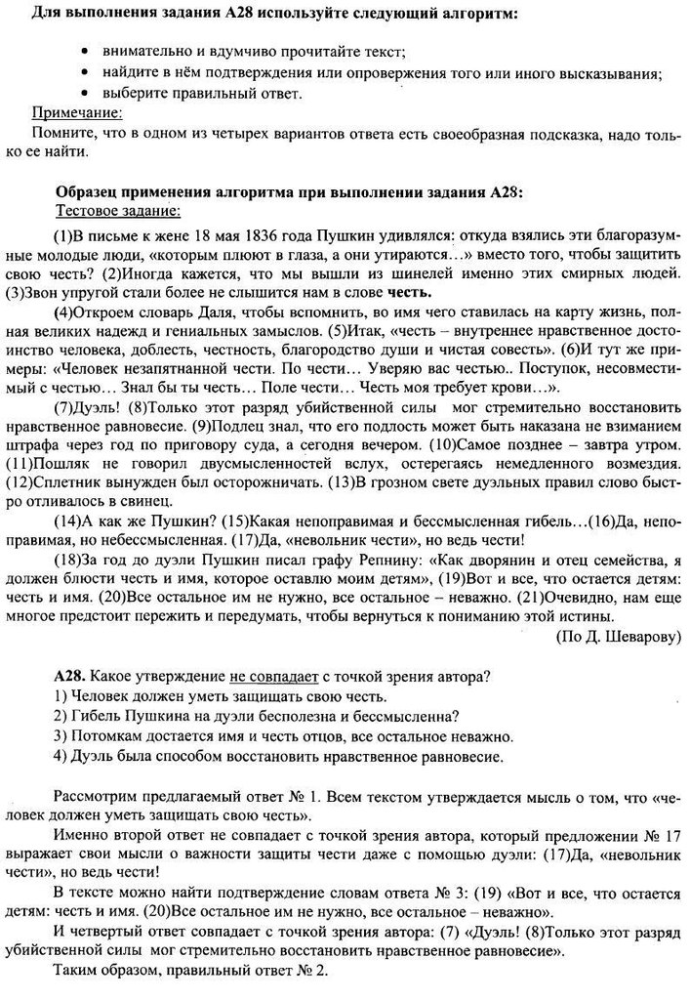 Для выполнения задания А28 используйте следующий алгоритм:
• внимательно и вдумчиво прочитайте текст;
• найдите в нём подтверждения или опровержения того или иного высказывания;
• выберите правильный ответ.
Примечание:
Помните, что в одном из четырех вариантов ответа есть своеобразная подсказка, надо толь-
ко ее найти.
Образец применения алгоритма при выполнении задания А28:
Тестовое задание:
(1)В письме к жене 18 мая 1836 года Пушкин удивлялся: откуда взялись эти благоразум-
ные молодые люди, «которым плюют в глаза, а они утираются…» вместо того, чтобы защитить
свою честь? (2)Иногда кажется, что мы вышли из шинелей именно этих смирных людей.
(3)Звон упругой стали более не слышится нам в слове честь.
(4)Откроем словарь Даля, чтобы вспомнить, во имя чего ставилась на карту жизнь, пол-
ная великих надежд и гениальных замыслов. (5)Итак, «честь – внутреннее нравственное досто-
инство человека, доблесть, честность, благородство души и чистая совесть». (6)И тут же при-
меры: «Человек незапятнанной чести. По чести… Уверяю вас честью.. Поступок, несовмести-
мый с честью… Знал бы ты честь… Поле чести… Честь моя требует крови…».
(7)Дуэль! (8)Только этот разряд убийственной силы мог стремительно восстановить
нравственное равновесие. (9)Подлец знал, что его подлость может быть наказана не взиманием
штрафа через год по приговору суда, а сегодня вечером. (10)Самое позднее – завтра утром.
(11)Пошляк не говорил двусмысленностей вслух, остерегаясь немедленного возмездия.
(12)Сплетник вынужден был осторожничать. (13)В грозном свете дуэльных правил слово быст-
ро отливалось в свинец.
(14)А как же Пушкин? (15)Какая непоправимая и бессмысленная гибель…(16)Да, непо-
правимая, но небессмысленная. (17)Да, «невольник чести», но ведь чести!
(18)За год до дуэли Пушкин писал графу Репнину: «Как дворянин и отец семейства, я
должен блюсти честь и имя, которое оставлю моим детям», (19)Вот и все, что остается детям:
честь и имя. (20)Все остальное им не нужно, все остальное – неважно. (21)Очевидно, нам еще
многое предстоит пережить и передумать, чтобы вернуться к пониманию этой истины.
(По Д. Шеварову)
А28. Какое утверждение не совпадает с точкой зрения автора?
1) Человек должен уметь защищать свою честь.
2) Гибель Пушкина на дуэли бесполезна и бессмысленна?
3) Потомкам достается имя и честь отцов, все остальное неважно.
4) Дуэль была способом восстановить нравственное равновесие.
Рассмотрим предлагаемый ответ № 1. Всем текстом утверждается мысль о том, что «че-
ловек должен уметь защищать свою честь».
Именно второй ответ не совпадает с точкой зрения автора, который предложении № 17
выражает свои мысли о важности защиты чести даже с помощью дуэли: (17)Да, «невольник
чести», но ведь чести!
В тексте можно найти подтверждение словам ответа № 3: (19) «Вот и все, что остается
детям: честь и имя. (20)Все остальное им не нужно, все остальное – неважно».
И четвертый ответ совпадает с точкой зрения автора: (7) «Дуэль! (8)Только этот разряд
убийственной силы мог стремительно восстановить нравственное равновесие».
Таким образом, правильный ответ № 2.